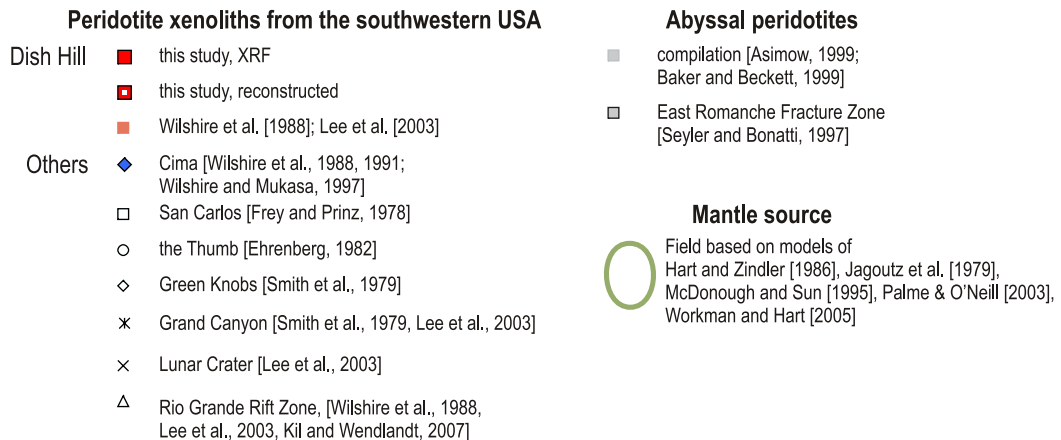 Peridotite xenoliths from the southwestern USA
Dish Hill
this study, XRF
this study, reconstructed
Wilshire et al. [1988]; Lee et al. [2003]
Others
Cima [Wilshire et al., 1988, 1991;
Wilshire and Mukasa, 1997]
San Carlos [Frey and Prinz, 1978]
the Thumb [Ehrenberg, 1982]
Green Knobs [Smith et al., 1979]
Grand Canyon [Smith et al., 1979, Lee et al., 2003]
Lunar Crater [Lee et al., 2003]
Rio Grande Rift Zone, [Wilshire et al., 1988,
Lee et al., 2003, Kil and Wendlandt, 2007]
Abyssal peridotites
compilation [Asimow, 1999;
Baker and Beckett, 1999]
East Romanche Fracture Zone
[Seyler and Bonatti, 1997]
Mantle source
Field based on models of
Hart and Zindler [1986], Jagoutz et al. [1979],
McDonough and Sun [1995], Palme & O'Neill [2003],
Workman and Hart [2005]